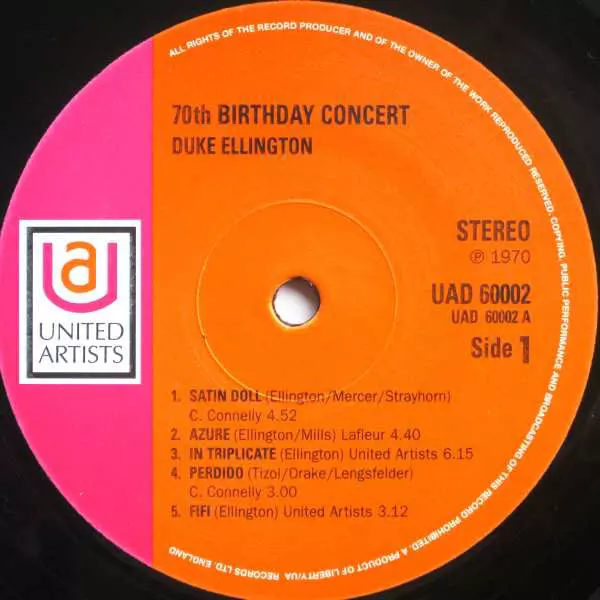 ALL RIGHTS OF THE RECORD PRODUCER AND OF THE OWNER OF THE WORK REPRODUCED RESERVED. COPYING, PUBLIC PERFORMANCE AND BROADCASTING OF THIS RECORD PROHIBITED. A PRODUCT OF LIBERTY/UA RECORDS LTD. ENGLAND
70th BIRTHDAY CONCERT
DUKE ELLINGTON
a
UNITED
ARTISTS
STEREO
℗ 1970
UAD 60002
UAD 60002 A
Side 1
1. SATIN DOLL (Ellington/Mercer/Strayhorn)
C. Connelly 4.52
2. AZURE (Ellington/Mills) Lafleur 4.40
3. IN TRIPLICATE (Ellington) United Artists 6.15
4. PERDIDO (Tizol/Drake/Lengsfelder)
C. Connelly 3.00
5. FIFI (Ellington) United Artists 3.12